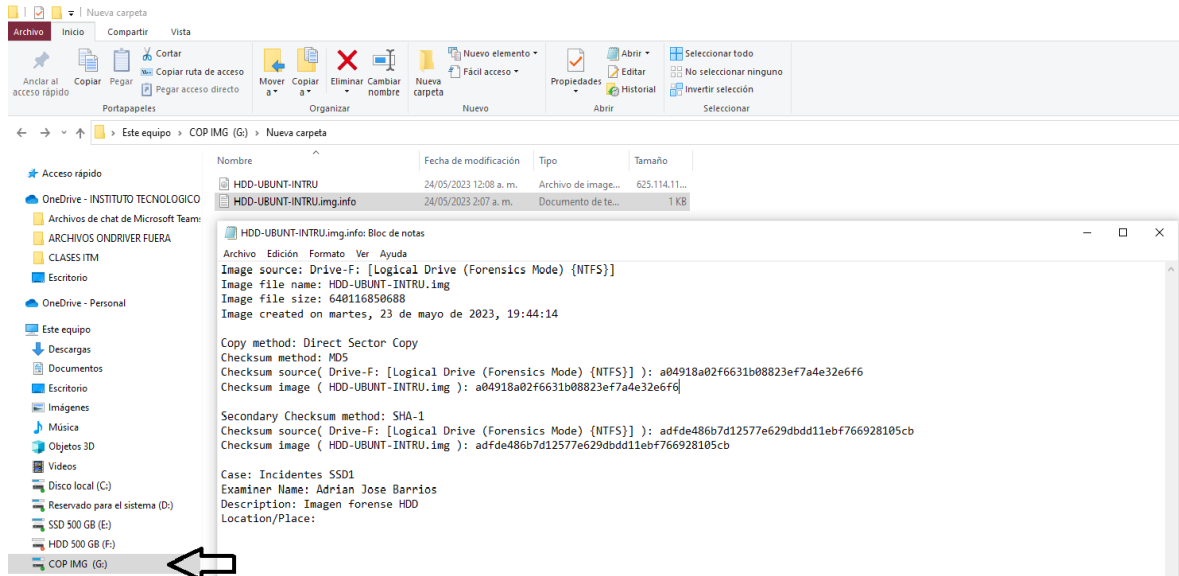 Nueva carpeta
Archivo Inicio Compartir Vista
Anclar al acceso rápido
Copiar
Pegar
Cortar
Copiar ruta de acceso
Pegar acceso directo
Portapapeles
Mover a
Copiar a
Eliminar
Cambiar nombre
Organizar
Nueva carpeta
Nuevo elemento
Fácil acceso
Nuevo
Propiedades
Abrir
Editar
Historial
Abrir
Seleccionar todo
No seleccionar ninguno
Invertir selección
Seleccionar
Este equipo > COP IMG (G:) > Nueva carpeta
Nombre Fecha de modificación Tipo Tamaño
HDD-UBUNT-INTRU 24/05/2023 12:08 a. m. Archivo de image... 625.114.11...
HDD-UBUNT-INTRU.img.info 24/05/2023 2:07 a. m. Documento de te... 1 KB
Acceso rápido
OneDrive - INSTITUTO TECNOLOGICO
Archivos de chat de Microsoft Teams
ARCHIVOS ONDRIVER FUERA
CLASES ITM
Escritorio
OneDrive - Personal
Este equipo
Descargas
Documentos
Escritorio
Imágenes
Música
Objetos 3D
Videos
Disco local (C:)
Reservado para el sistema (D:)
SSD 500 GB (E:)
HDD 500 GB (F:)
COP IMG (G:)
HDD-UBUNT-INTRU.img.info: Bloc de notas
Archivo Edición Formato Ver Ayuda
Image source: Drive-F: [Logical Drive (Forensics Mode) {NTFS}]
Image file name: HDD-UBUNT-INTRU.img
Image file size: 640116850688
Image created on martes, 23 de mayo de 2023, 19:44:14
Copy method: Direct Sector Copy
Checksum method: MD5
Checksum source( Drive-F: [Logical Drive (Forensics Mode) {NTFS}] ): a04918a02f6631b08823ef7a4e32e6f6
Checksum image ( HDD-UBUNT-INTRU.img ): a04918a02f6631b08823ef7a4e32e6f6
Secondary Checksum method: SHA-1
Checksum source( Drive-F: [Logical Drive (Forensics Mode) {NTFS}] ): adfde486b7d12577e629dbdd11ebf766928105cb
Checksum image ( HDD-UBUNT-INTRU.img ): adfde486b7d12577e629dbdd11ebf766928105cb
Case: Incidentes SSD1
Examiner Name: Adrian Jose Barrios
Description: Imagen forense HDD
Location/Place: